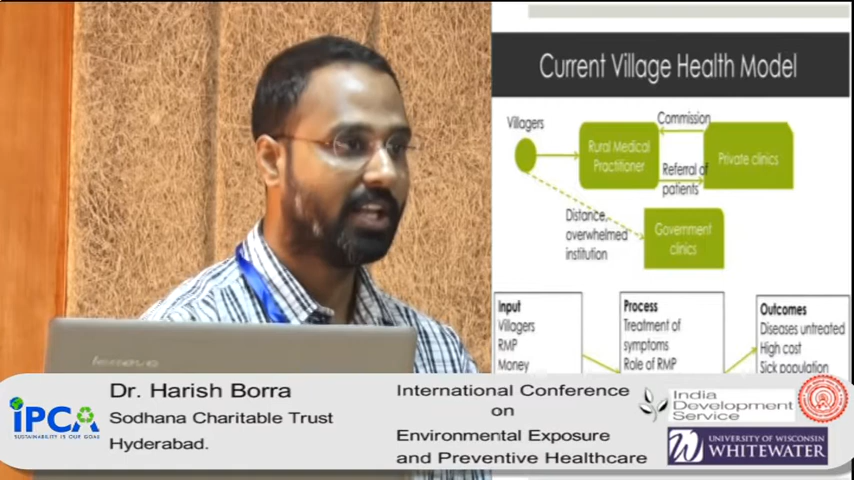 Current Village Health Model
Villagers
Commission
Rural Medical
Practitioner
Private clinics
Referral of
patients
Distance,
overwhelmed
institution
Government
clinics
Input
Villagers
RMP
Money
Process
Treatment of
symptoms
Role of RMP
Outcomes
Diseases untreated
High cost
Sick population
lenovo
iPCA
SUSTAINABILITY IS OUR GOAL
Dr. Harish Borra
Sodhana Charitable Trust
Hyderabad.
International Conference
on
Environmental Exposure
and Preventive Healthcare
India
Development
Service
W
UNIVERSITY OF WISCONSIN
WHITEWATER